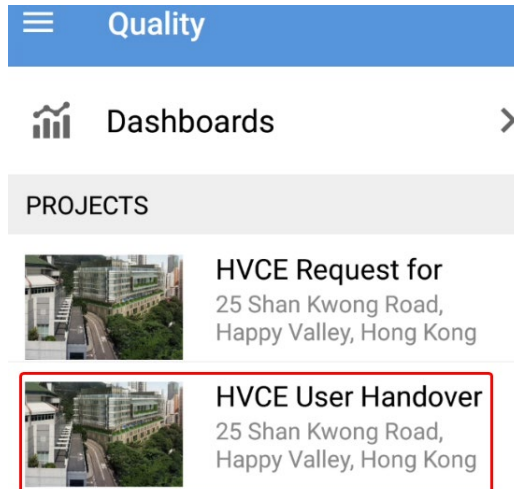 Quality
Dashboards
PROJECTS
HVCE Request for
25 Shan Kwong Road,
Happy Valley, Hong Kong
HVCE User Handover
25 Shan Kwong Road,
Happy Valley, Hong Kong